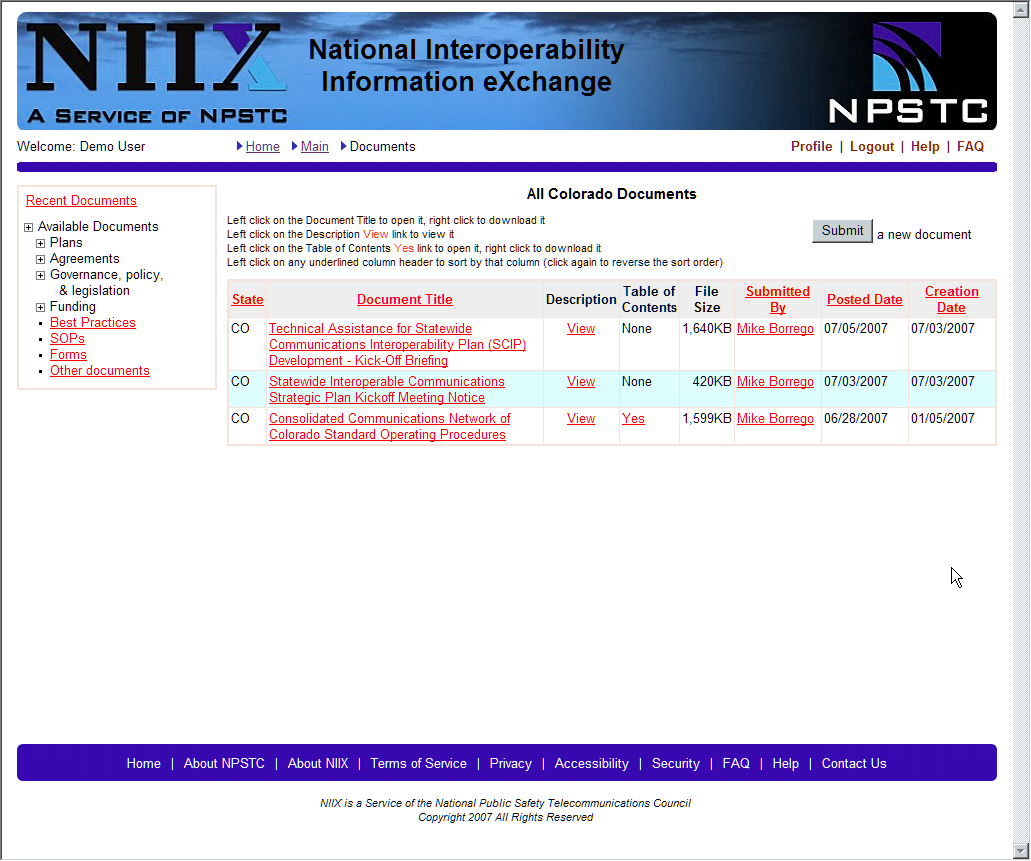 NIIX
A Service of NPSTC
National Interoperability
Information eXchange
NPSTC
Welcome: Demo User
Home Main Documents
Profile | Logout | Help | FAQ
Recent Documents
Available Documents
Plans
Agreements
Governance, policy,
& legislation
Funding
Best Practices
SOPs
Forms
Other documents
All Colorado Documents
Left click on the Document Title to open it, right click to download it
Left click on the Description View link to view it
Left click on the Table of Contents Yes link to open it, right click to download it
Left click on any underlined column header to sort by that column (click again to reverse the sort order)
Submit a new document
State Document Title Description Table of Contents File Size Submitted By Posted Date Creation Date
CO Technical Assistance for Statewide View None 1,640KB Mike Borrego 07/05/2007 07/03/2007
Communications Interoperability Plan (SCIP)
Development - Kick-Off Briefing
CO Statewide Interoperable Communications View None 420KB Mike Borrego 07/03/2007 07/03/2007
Strategic Plan Kickoff Meeting Notice
CO Consolidated Communications Network of View Yes 1,599KB Mike Borrego 06/28/2007 01/05/2007
Colorado Standard Operating Procedures
Home | About NPSTC | About NIIX | Terms of Service | Privacy | Accessibility | Security | FAQ | Help | Contact Us
NIIX is a Service of the National Public Safety Telecommunications Council
Copyright 2007 All Rights Reserved